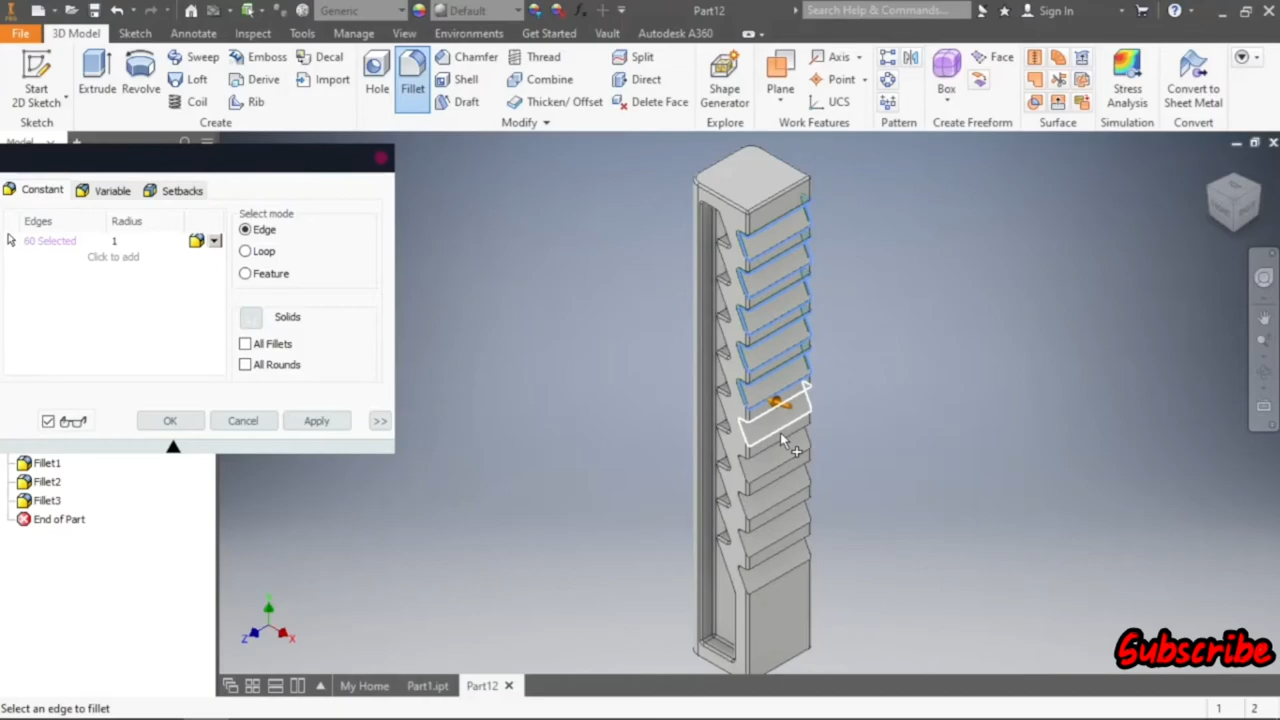 PRO
Generic
Default
Part12
Search Help & Commands...
Sign In
File
3D Model
Sketch
Annotate
Inspect
Tools
Manage
View
Environments
Get Started
Vault
Autodesk A360
Start
2D Sketch
Extrude
Revolve
Sweep
Loft
Coil
Emboss
Derive
Rib
Decal
Import
Hole
Fillet
Chamfer
Shell
Draft
Thread
Combine
Thicken/ Offset
Split
Direct
Delete Face
Shape
Generator
Plane
Axis
Point
UCS
Box
Face
Stress
Analysis
Convert to
Sheet Metal
Sketch
Create
Modify
Explore
Work Features
Pattern
Create Freeform
Surface
Simulation
Convert
Model
Constant
Variable
Setbacks
Edges
Radius
60 Selected
1
Click to add
Select mode
Edge
Loop
Feature
Solids
All Fillets
All Rounds
OK
Cancel
Apply
>>
Fillet1
Fillet2
Fillet3
End of Part
Z
X
Subscribe
My Home
Part1.ipt
Part12
Select an edge to fillet
1
2